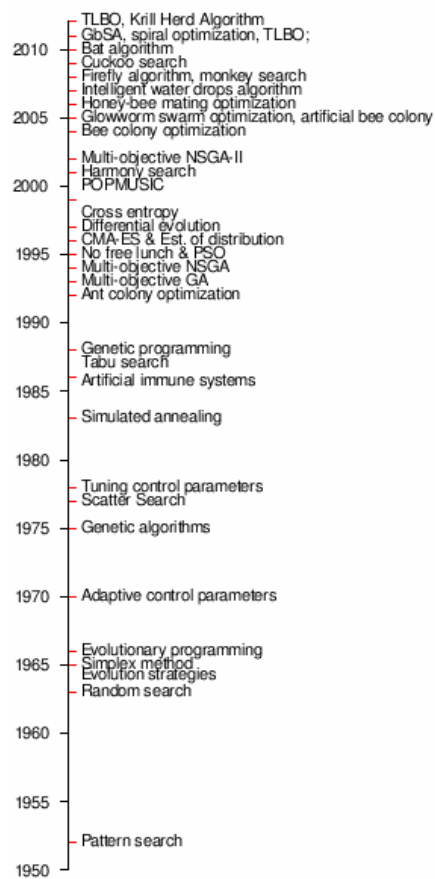 TLBO, Krill Herd Algorithm
GbSA, spiral optimization, TLBO;
2010 Bat algorithm
Cuckoo search
Firefly algorithm, monkey search
Intelligent water drops algorithm
Honey-bee mating optimization
2005 Glowworm swarm optimization, artificial bee colony
Bee colony optimization
Multi-objective NSGA-II
Harmony search
2000 POPMUSIC
Cross entropy
Differential evolution
CMA-ES & Est. of distribution
1995 No free lunch & PSO
Multi-objective NSGA
Multi-objective GA
Ant colony optimization
1990
Genetic programming
Tabu search
Artificial immune systems
1985
Simulated annealing
1980
Tuning control parameters
Scatter Search
1975 Genetic algorithms
1970 Adaptive control parameters
Evolutionary programming
1965 Simplex method
Evolution strategies
Random search
1960
1955
Pattern search
1950